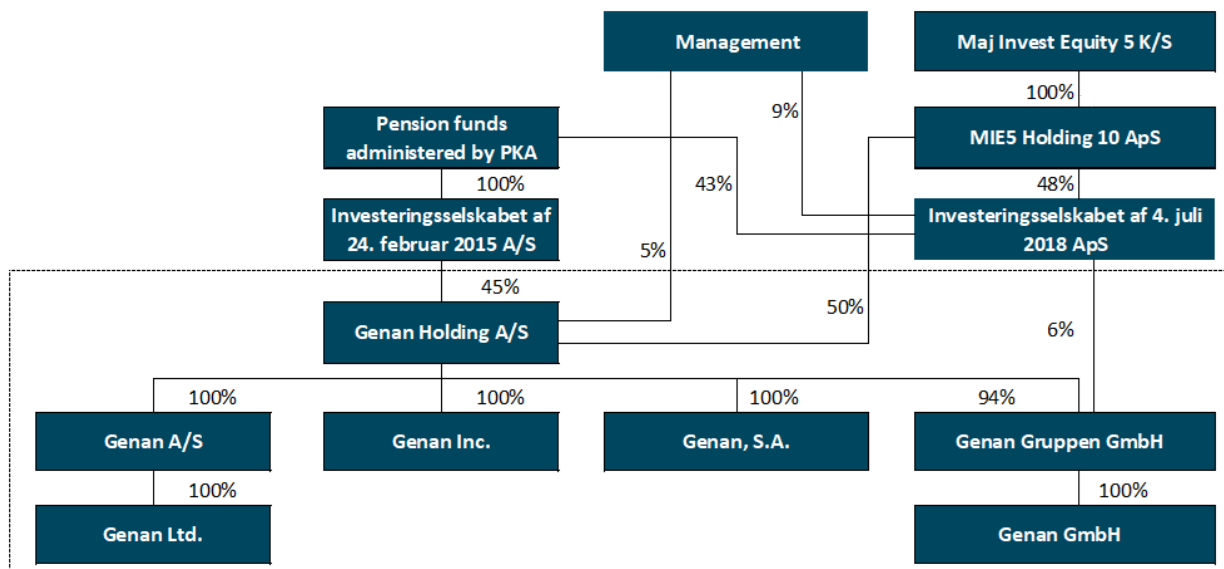 Management
Maj Invest Equity 5 K/S
100%
9%
Pension funds
administered by PKA
MIE5 Holding 10 ApS
100%
43%
48%
Investeringsselskabet af
24. februar 2015 A/S
Investeringsselskabet af 4. juli
2018 ApS
5%
45%
50%
Genan Holding A/S
6%
100%
100%
100%
94%
Genan A/S
Genan Inc.
Genan, S.A.
Genan Gruppen GmbH
100%
100%
Genan Ltd.
Genan GmbH